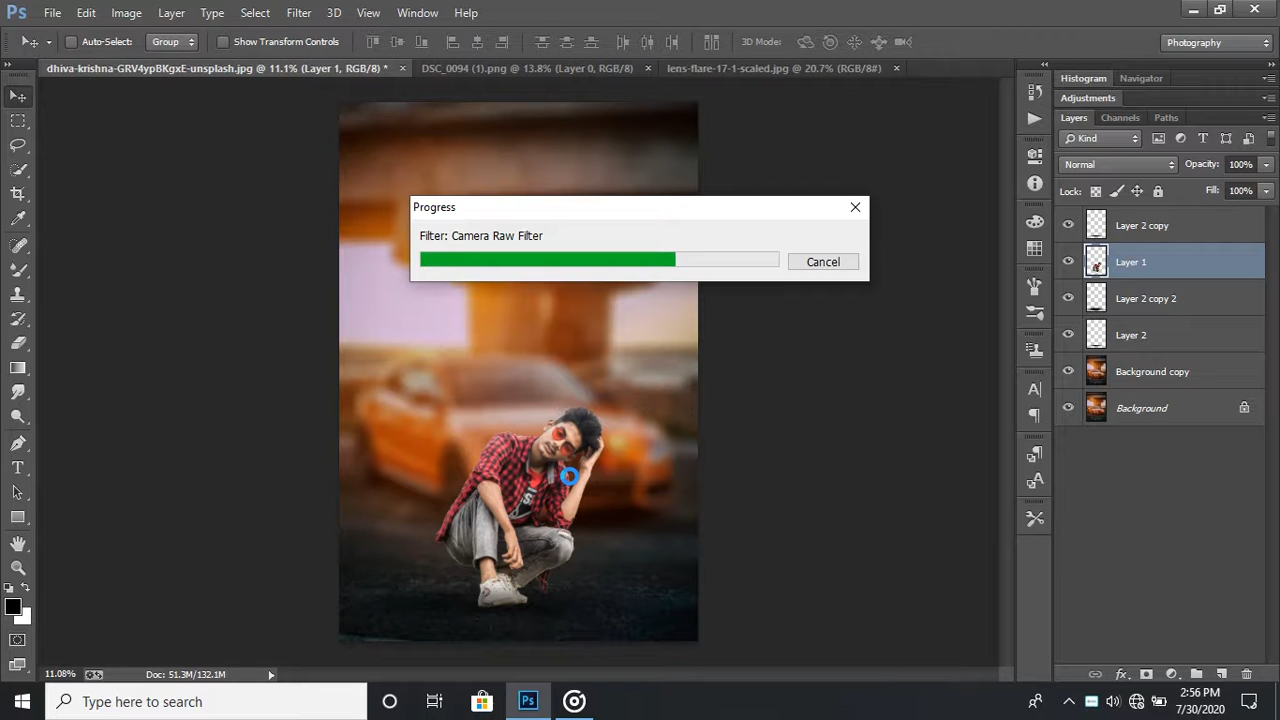 Ps File Edit Image Layer Type Select Filter 3D View Window Help
Auto-Select: Group Show Transform Controls 3D Mode: Photography
dhiva-krishna-GRV4ypBKgxE-unsplash.jpg @ 11.1% (Layer 1, RGB/8) * × DSC_0094 (1).png @ 13.8% (Layer 0, RGB/8) × lens-flare-17-1-scaled.jpg @ 20.7% (RGB/8#) ×
Histogram Navigator
Adjustments
Layers Channels Paths
Kind
Normal Opacity: 100%
Lock: Fill: 100%
Progress
Filter: Camera Raw Filter
Cancel
Layer 2 copy
Layer 1
Layer 2 copy 2
Layer 2
Background copy
Background
11.08% Doc: 51.3M/132.1M
Type here to search
Ps
2:56 PM
7/30/2020